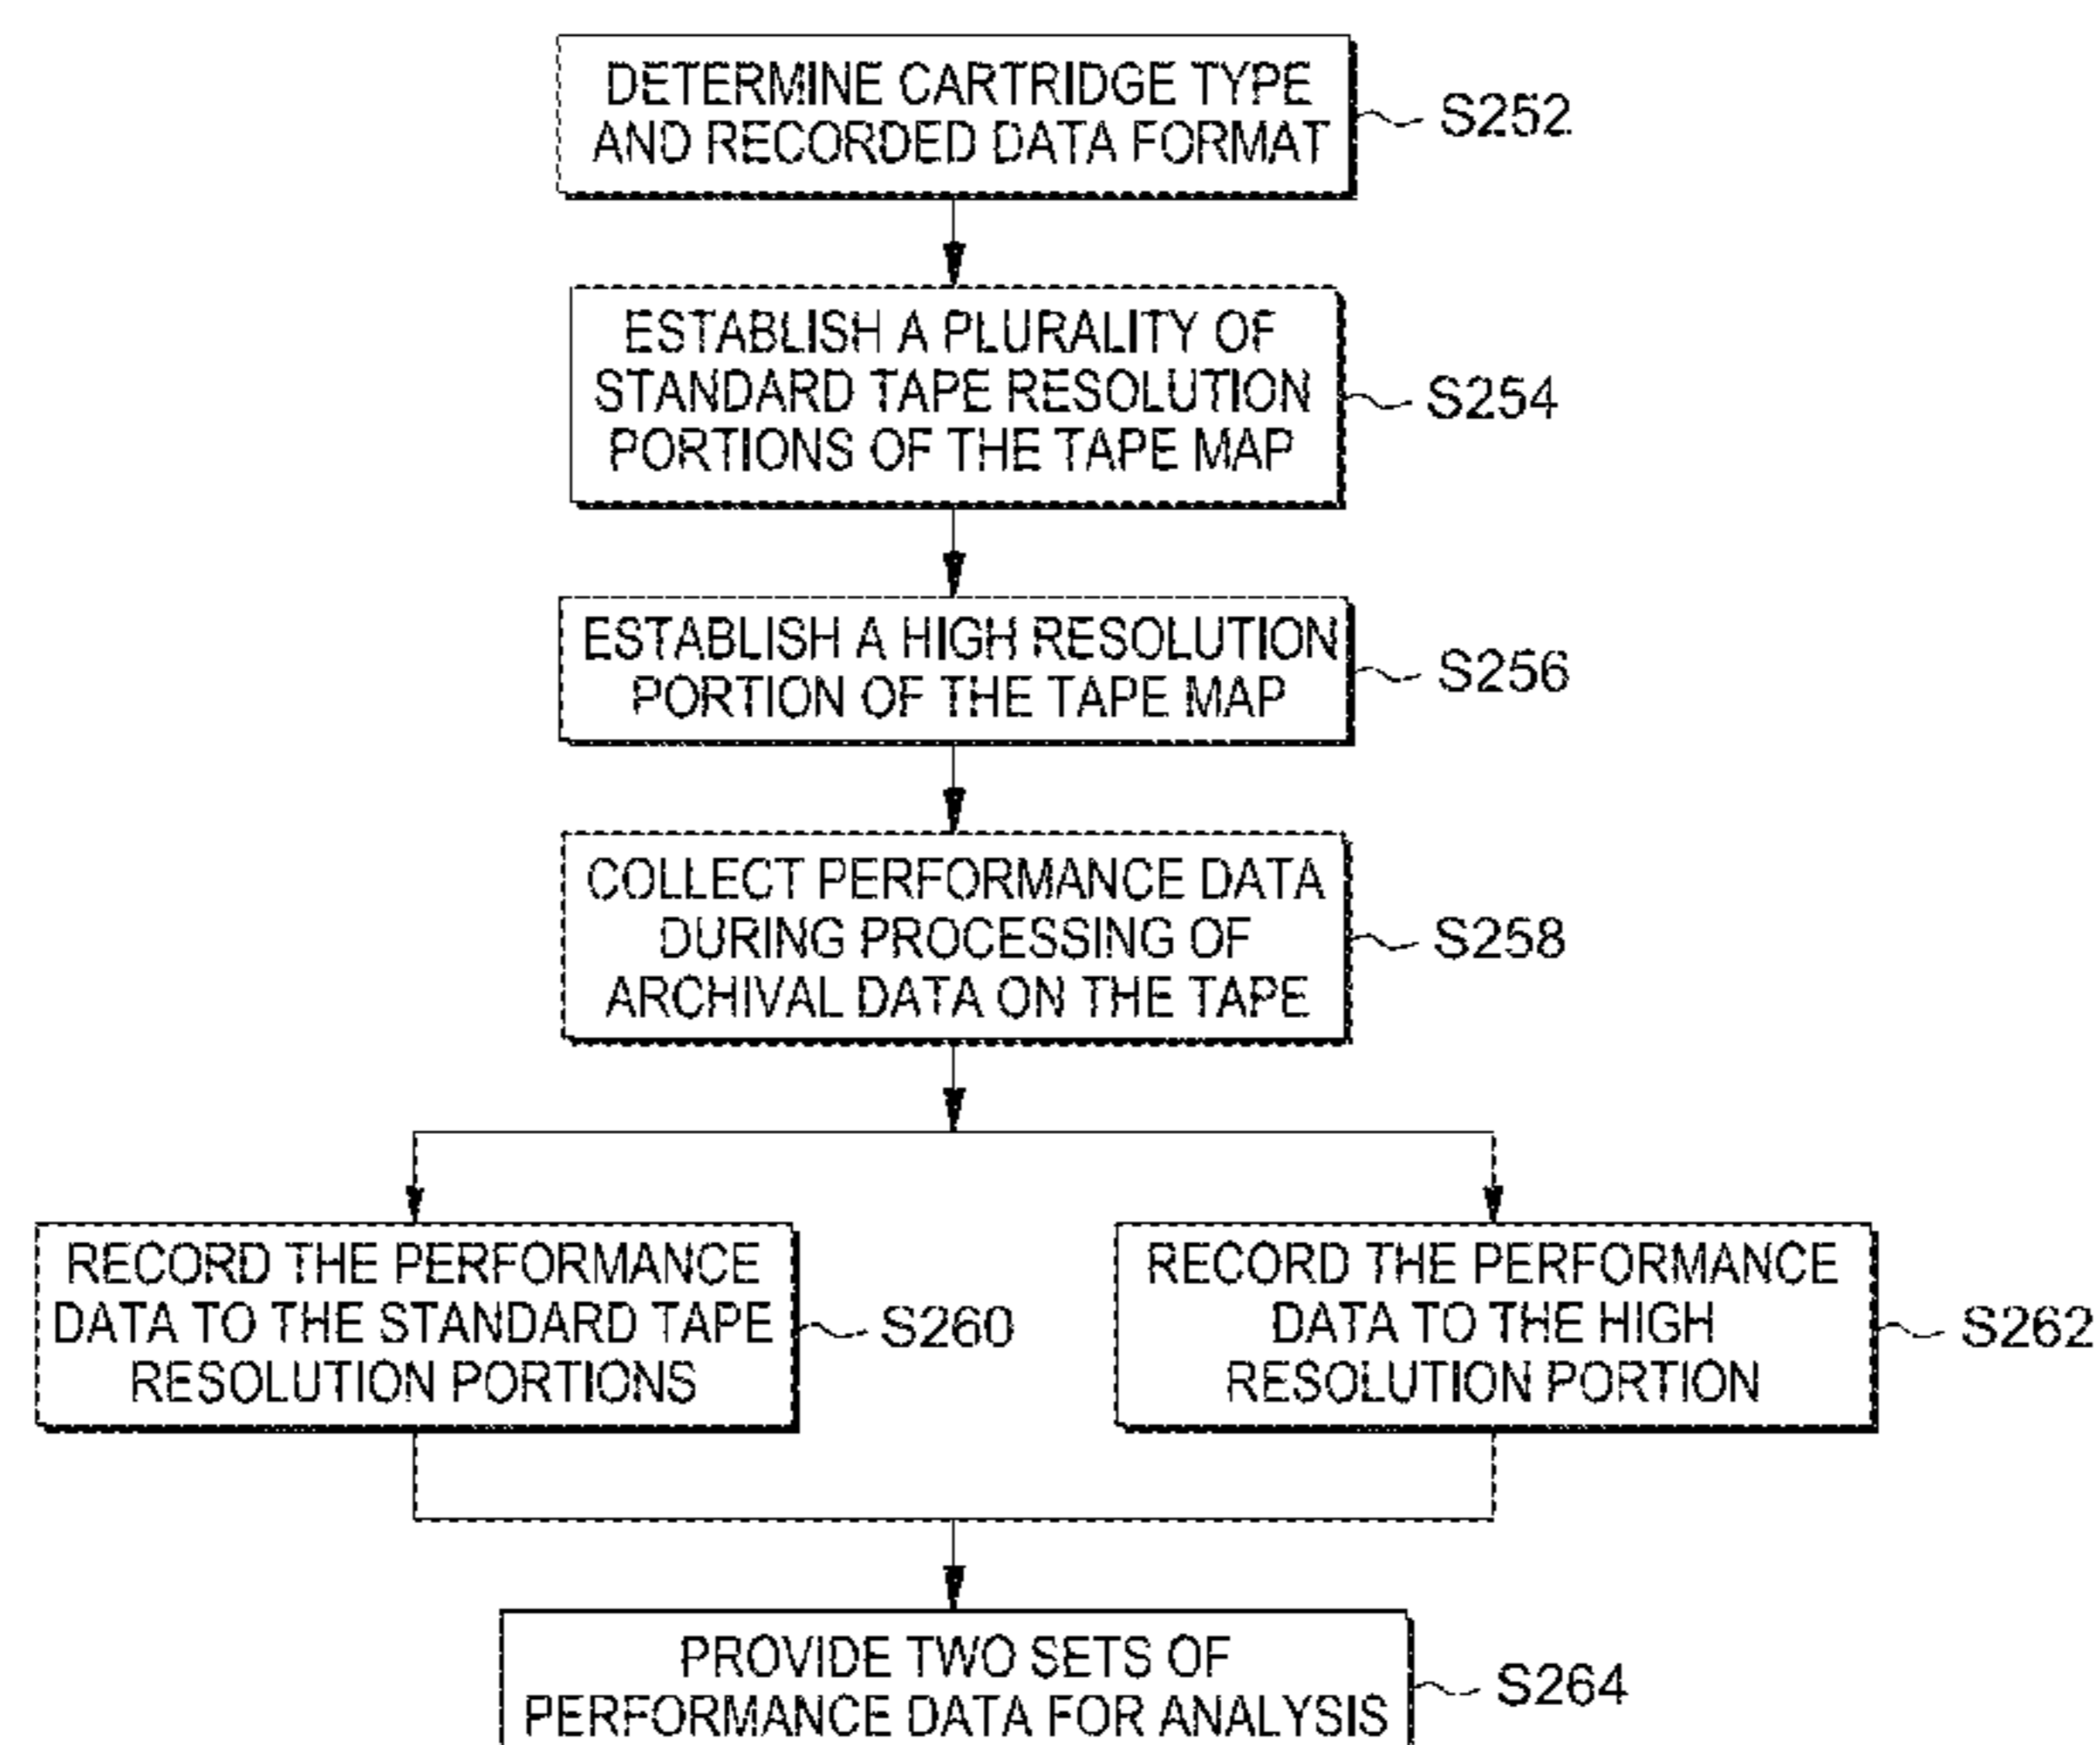 DETERMINE CARTRIDGE TYPE
AND RECORDED DATA FORMAT
S252
ESTABLISH A PLURALITY OF
STANDARD TAPE RESOLUTION
PORTIONS OF THE TAPE MAP
S254
ESTABLISH A HIGH RESOLUTION
PORTION OF THE TAPE MAP
S256
COLLECT PERFORMANCE DATA
DURING PROCESSING OF
ARCHIVAL DATA ON THE TAPE
S258
RECORD THE PERFORMANCE
DATA TO THE STANDARD TAPE
RESOLUTION PORTIONS
S260
RECORD THE PERFORMANCE
DATA TO THE HIGH
RESOLUTION PORTION
S262
PROVIDE TWO SETS OF
PERFORMANCE DATA FOR ANALYSIS
S264